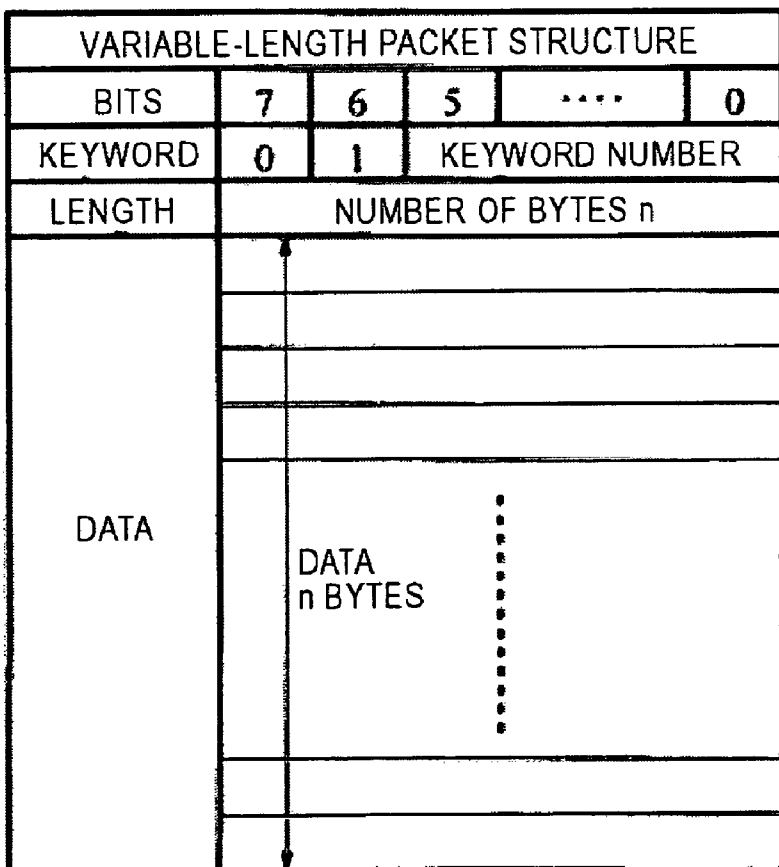 VARIABLE-LENGTH PACKET STRUCTURE
BITS 7 6 5 .... 0
KEYWORD 0 1 KEYWORD NUMBER
LENGTH NUMBER OF BYTES n
DATA
DATA
n BYTES